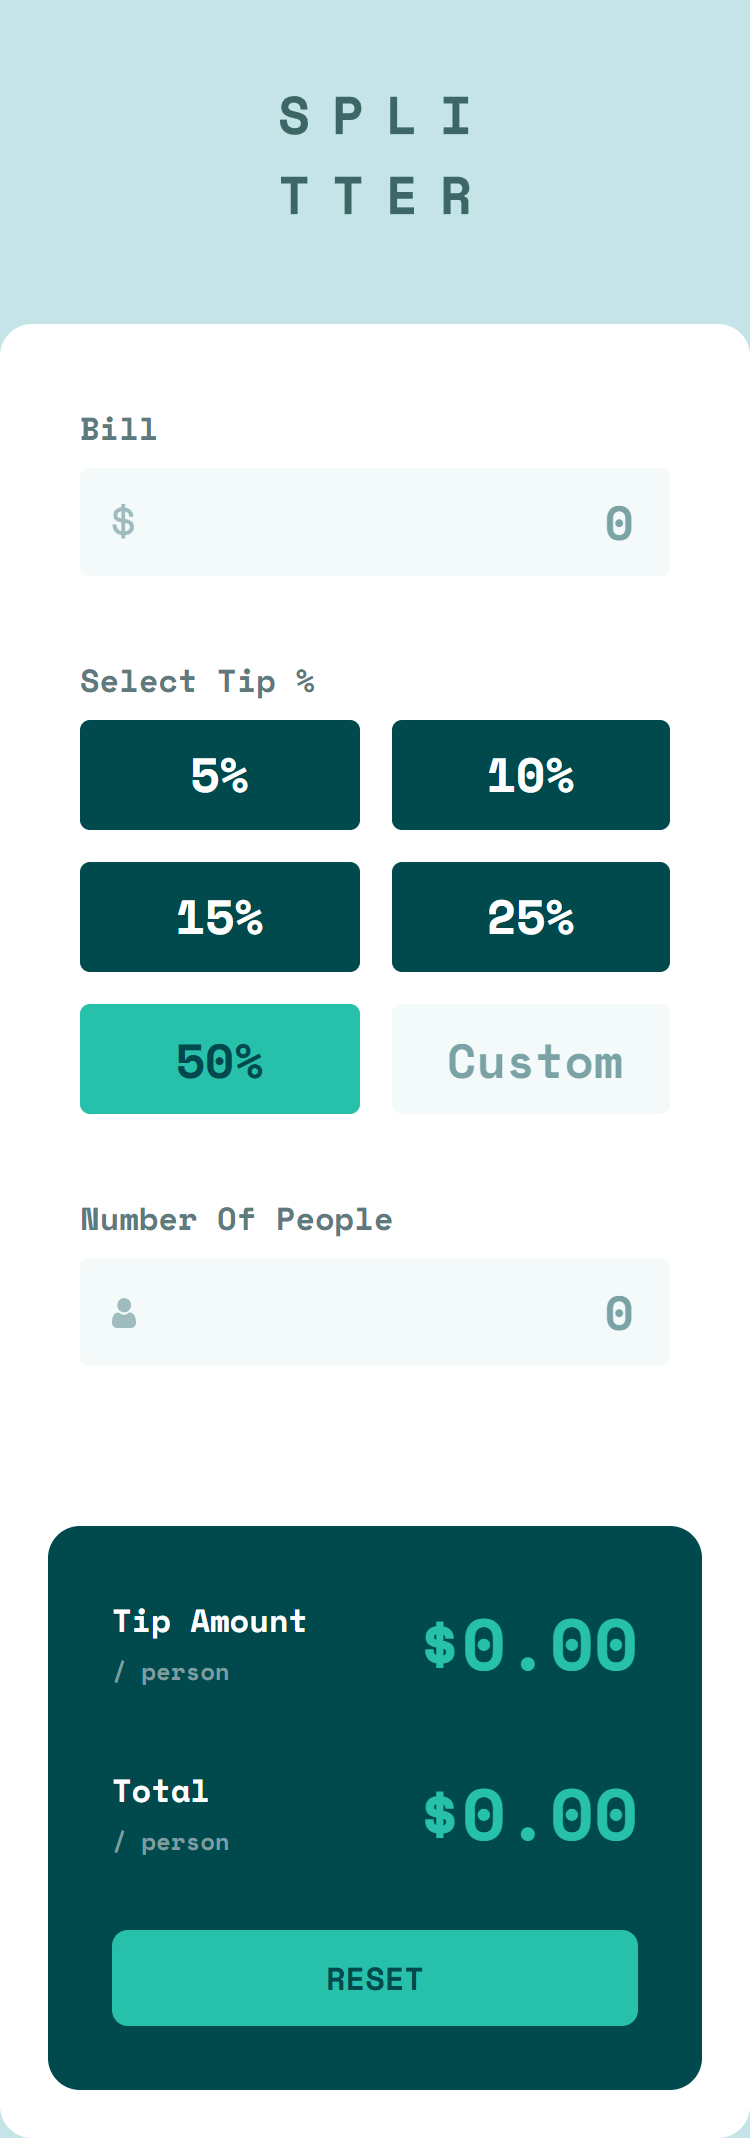 SPLI
TTER
Bill
$ 0
Select Tip %
5% 10%
15% 25%
50% Custom
Number Of People
0
Tip Amount
/ person
$0.00
Total
/ person
$0.00
RESET